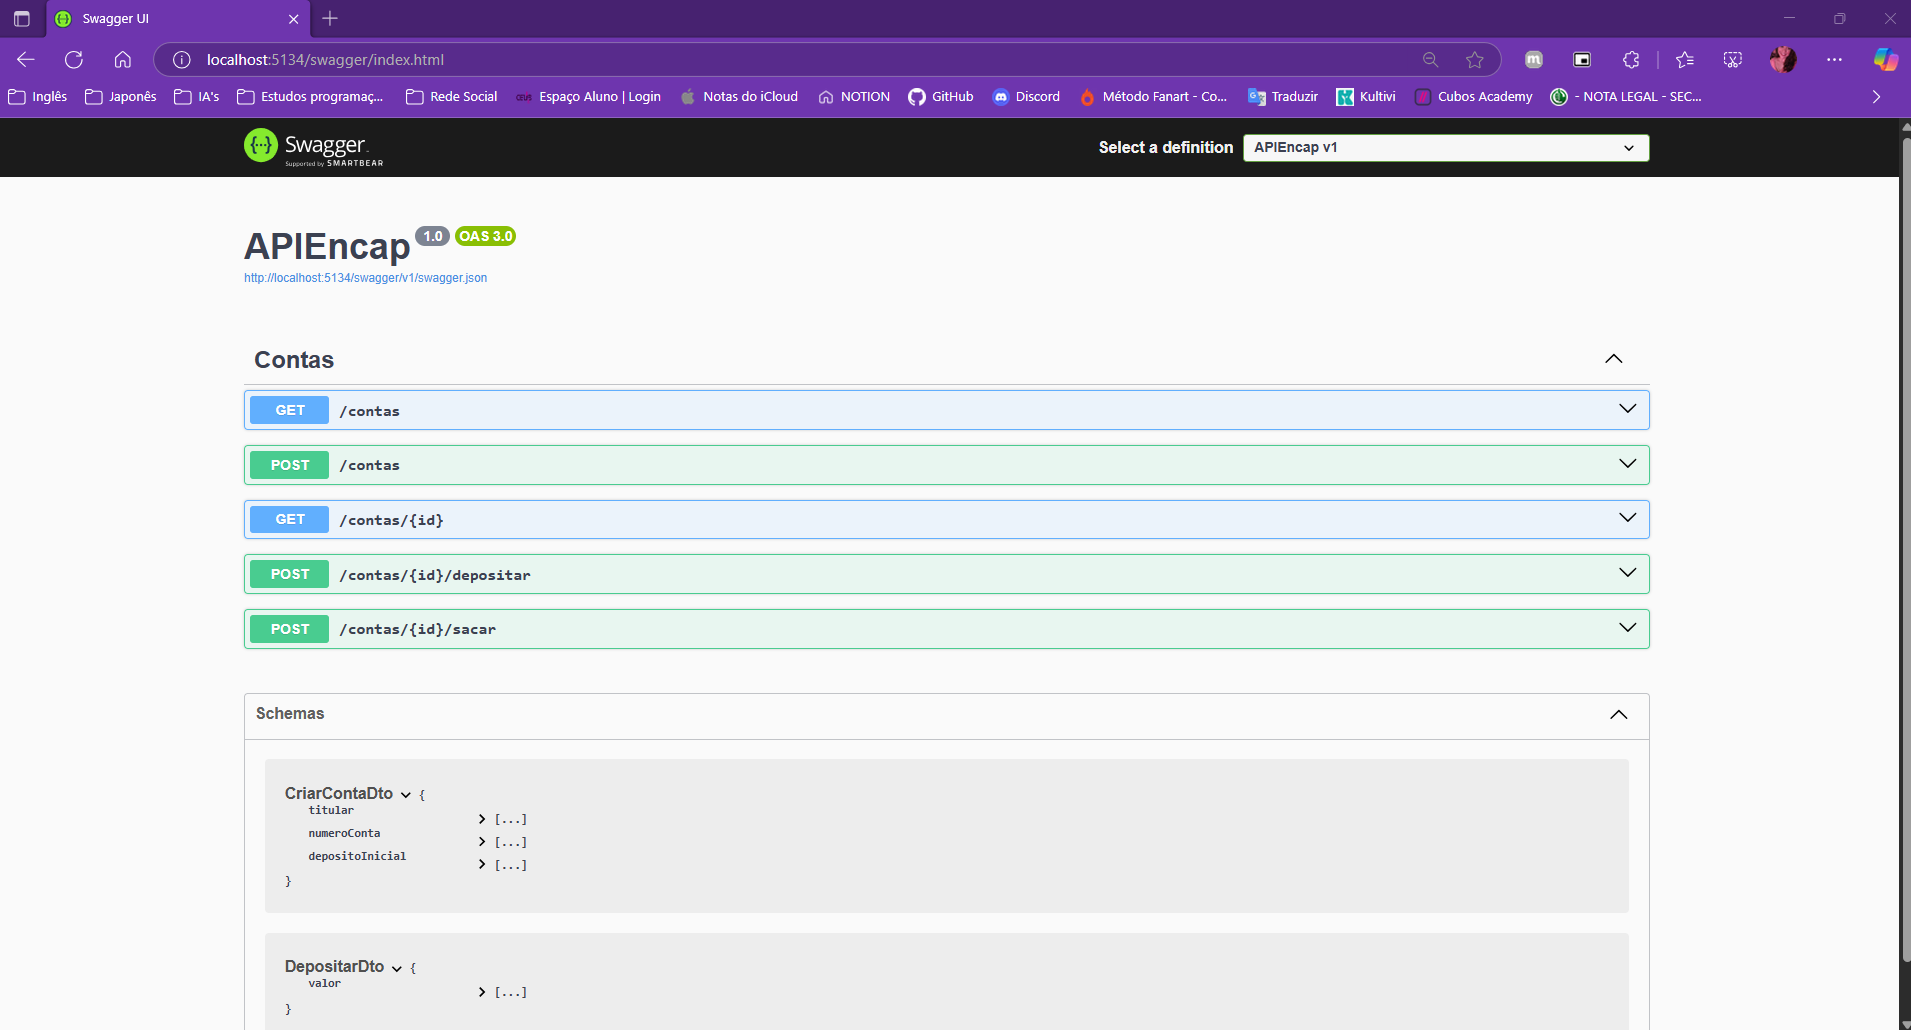 Swagger UI
localhost:5134/swagger/index.html
m
Inglês
Japonês
IA's
Estudos programaç...
Rede Social
Espaço Aluno | Login
Notas do iCloud
NOTION
GitHub
Discord
Método Fanart - Co...
Traduzir
Kultivi
Cubos Academy
- NOTA LEGAL - SEC...
Swagger
Supported by SMARTBEAR
Select a definition
APIEncap v1
APIEncap 1.0 OAS 3.0
http://localhost:5134/swagger/v1/swagger.json
Contas
GET /contas
POST /contas
GET /contas/{id}
POST /contas/{id}/depositar
POST /contas/{id}/sacar
Schemas
CriarContaDto {
titular [...]
numeroConta [...]
depositoInicial [...]
}
DepositarDto {
valor [...]
}